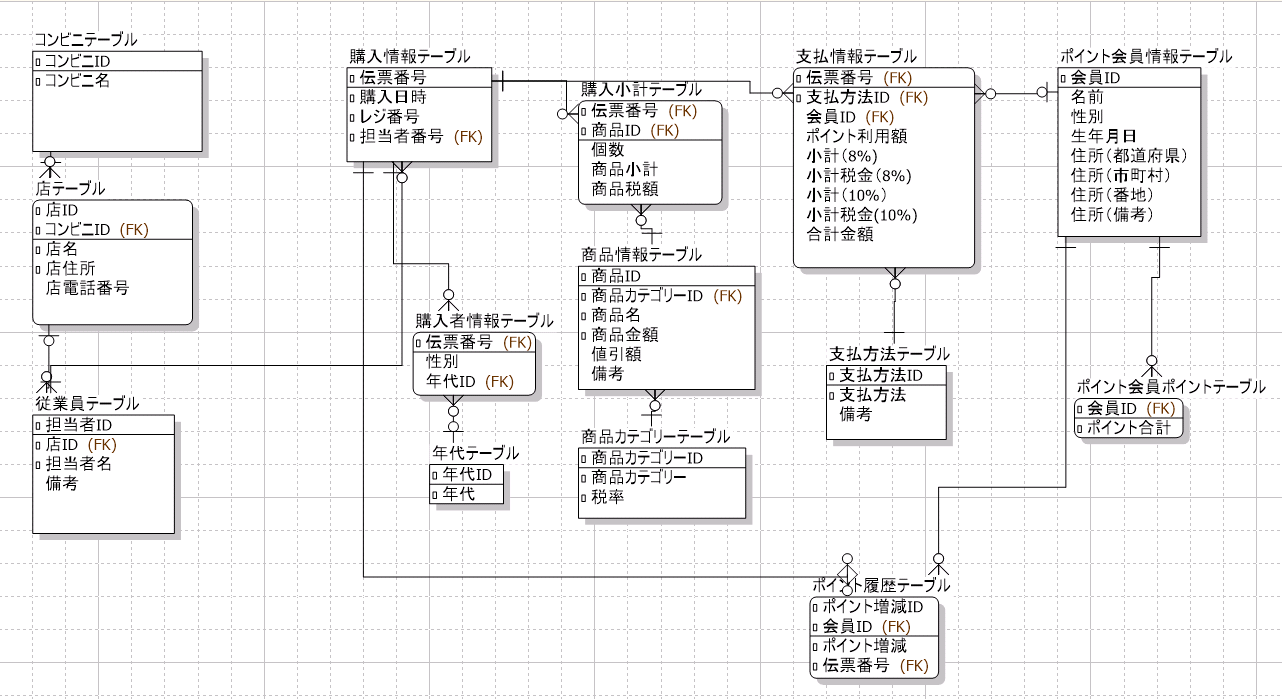 コンビニテーブル
コンビニID
コンビニ名
店テーブル
店ID
コンビニID (FK)
店名
店住所
店電話番号
従業員テーブル
担当者ID
店ID (FK)
担当者名
備考
購入情報テーブル
伝票番号
購入日時
レジ番号
担当者番号 (FK)
購入者情報テーブル
伝票番号 (FK)
性別
年代ID (FK)
年代テーブル
年代ID
年代
購入小計テーブル
伝票番号 (FK)
商品ID (FK)
個数
商品小計
商品税額
商品情報テーブル
商品ID
商品カテゴリーID (FK)
商品名
商品金額
値引額
備考
商品カテゴリーテーブル
商品カテゴリーID
商品カテゴリー
税率
支払情報テーブル
伝票番号 (FK)
支払方法ID (FK)
会員ID (FK)
ポイント利用額
小計(8%)
小計税金(8%)
小計(10%)
小計税金(10%)
合計金額
支払方法テーブル
支払方法ID
支払方法
備考
ポイント会員情報テーブル
会員ID
名前
性別
生年月日
住所(都道府県)
住所(市町村)
住所(番地)
住所(備考)
ポイント会員ポイントテーブル
会員ID (FK)
ポイント合計
ポイント履歴テーブル
ポイント増減ID
会員ID (FK)
ポイント増減
伝票番号 (FK)